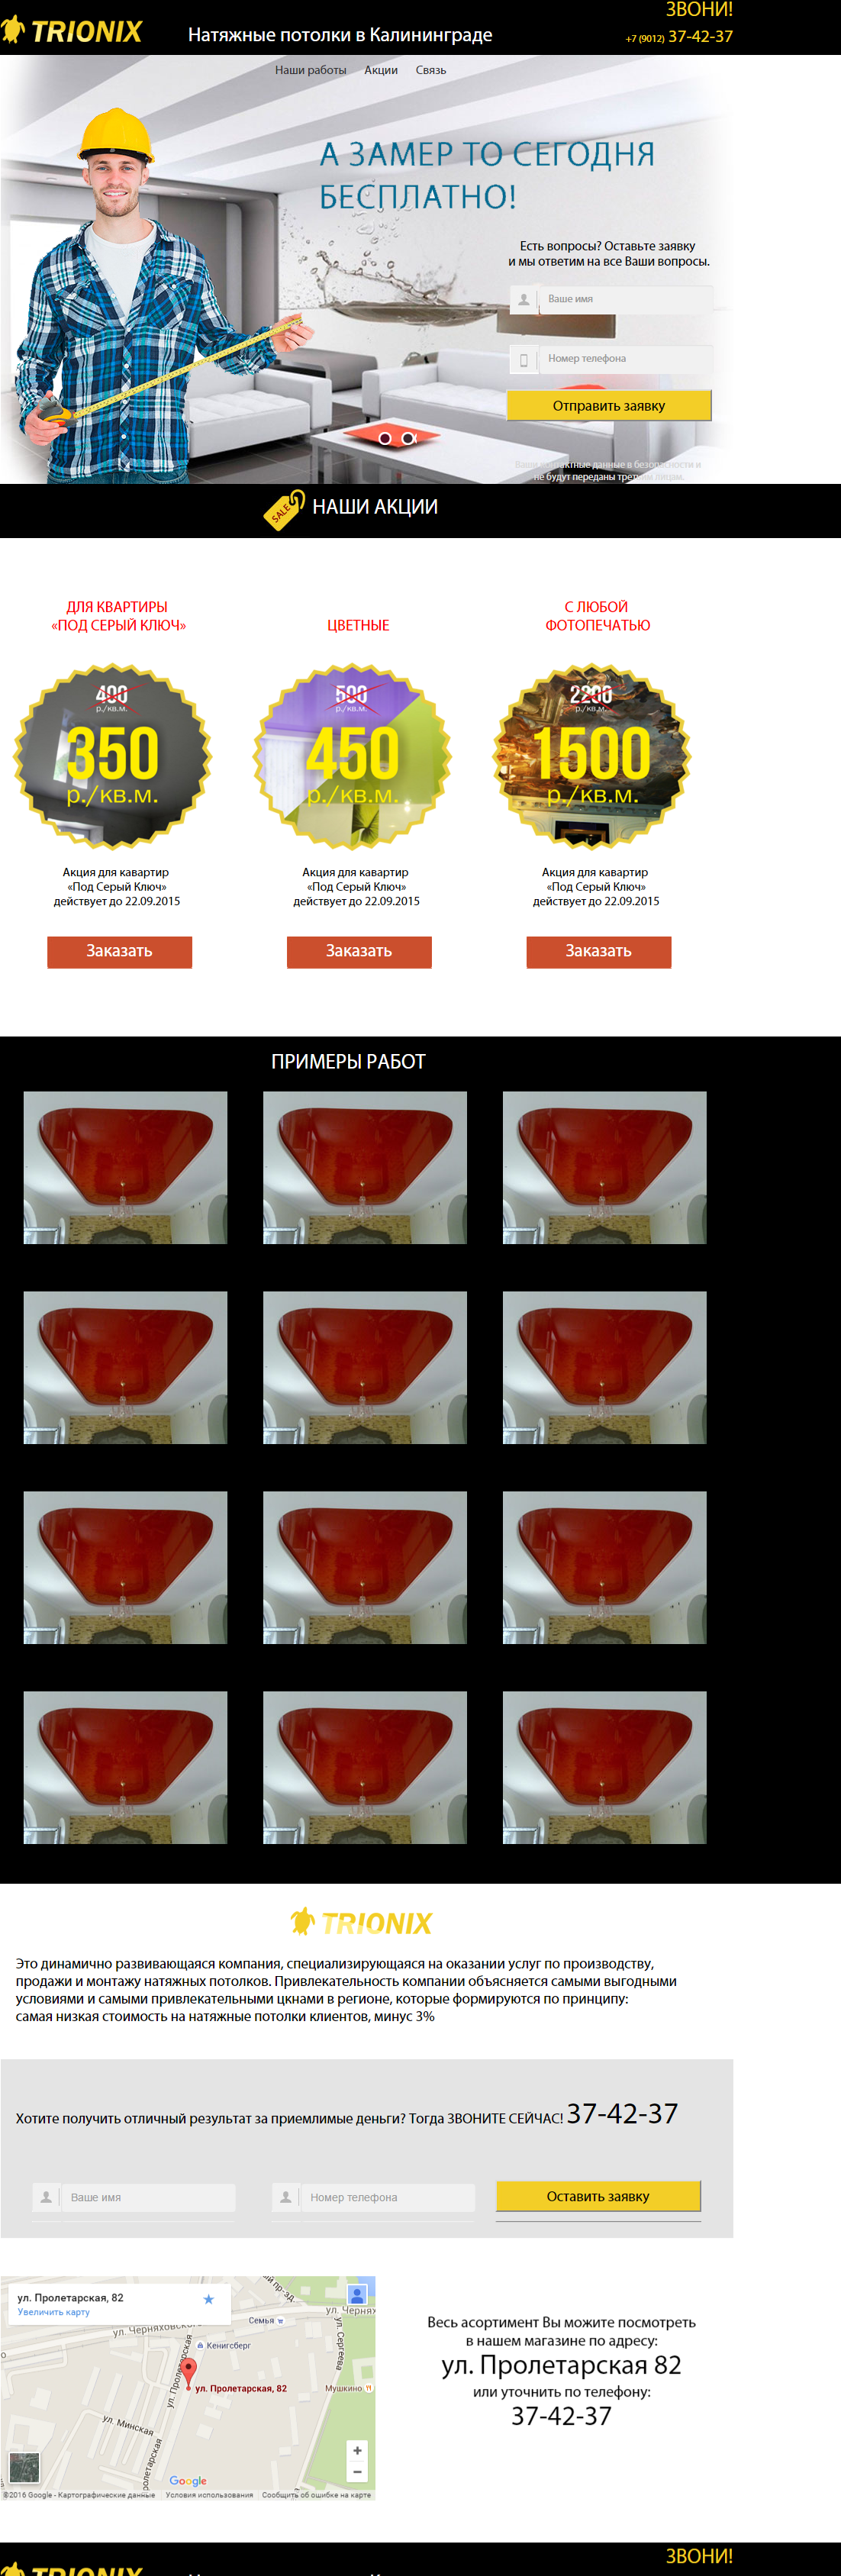 ЗВОНИ!
TRIONIX
Натяжные потолки в Калининграде
+7 (9012) 37-42-37
Наши работы Акции Связь
А ЗАМЕР ТО СЕГОДНЯ
БЕСПЛАТНО!
Есть вопросы? Оставьте заявку
и мы ответим на все Ваши вопросы.
Ваше имя
Номер телефона
Отправить заявку
Ваши контактные данные в безопасности и
не будут переданы третьим лицам.
SALE
НАШИ АКЦИИ
ДЛЯ КВАРТИРЫ
«ПОД СЕРЫЙ КЛЮЧ»
ЦВЕТНЫЕ
С ЛЮБОЙ
ФОТОПЕЧАТЬЮ
400
р./кв.м.
350
р./кв.м.
500
р./кв.м.
450
р./кв.м.
2200
р./кв.м.
1500
р./кв.м.
Акция для кавартир
«Под Серый Ключ»
действует до 22.09.2015
Акция для кавартир
«Под Серый Ключ»
действует до 22.09.2015
Акция для кавартир
«Под Серый Ключ»
действует до 22.09.2015
Заказать
Заказать
Заказать
ПРИМЕРЫ РАБОТ
TRIONIX
Это динамично развивающаяся компания, специализирующаяся на оказании услуг по производству,
продажи и монтажу натяжных потолков. Привлекательность компании объясняется самыми выгодными
условиями и самыми привлекательными цкнами в регионе, которые формируются по принципу:
самая низкая стоимость на натяжные потолки клиентов, минус 3%
Хотите получить отличный результат за приемлимые деньги? Тогда ЗВОНИТЕ СЕЙЧАС! 37-42-37
Ваше имя
Номер телефона
Оставить заявку
ул. Пролетарская, 82
Увеличить карту
ул. Черняховского
Семья
ул. Чернях
ул. Сергеева
Кенигсберг
ул. Пролетарская
ул. Пролетарская, 82
Мушкино
ул. Минская
ролетарская
Google
©2016 Google - Картографические данные Условия использования Сообщить об ошибке на карте
Весь асортимент Вы можите посмотреть
в нашем магазине по адресу:
ул. Пролетарская 82
или уточнить по телефону:
37-42-37
ЗВОНИ!
TRIONIX